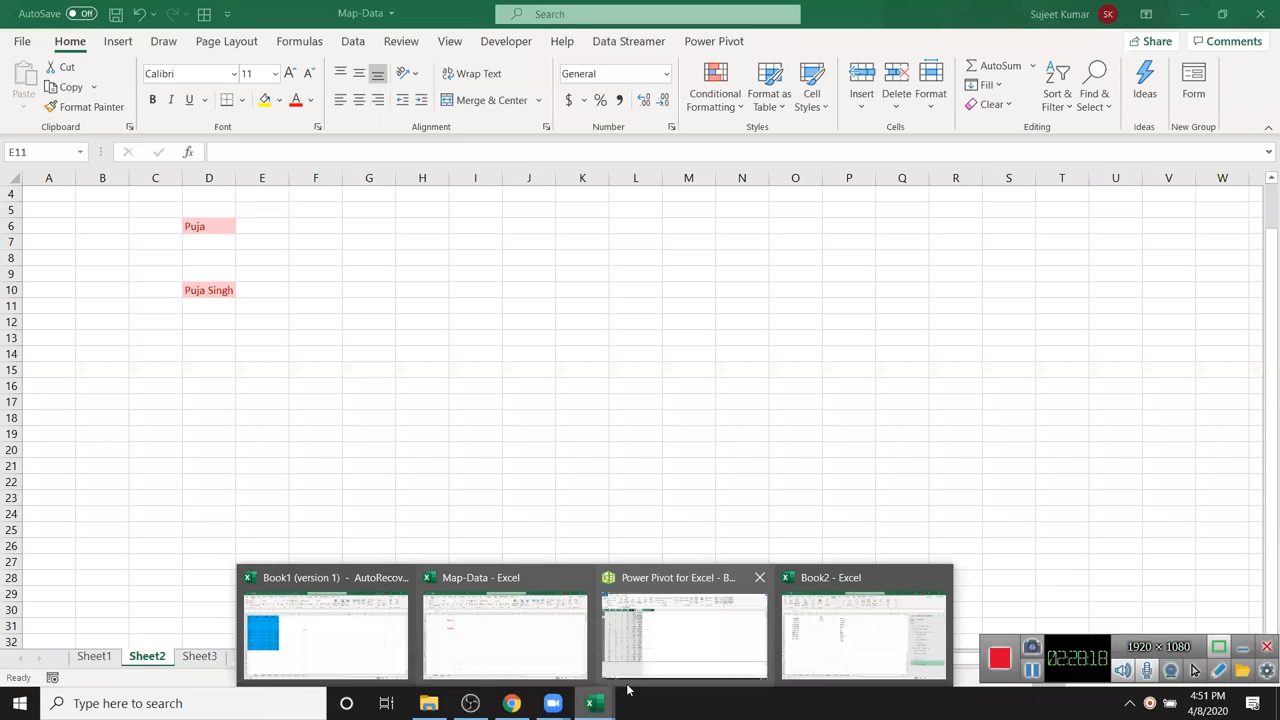 AutoSave Off Map-Data Search Sujeet Kumar SK
File Home Insert Draw Page Layout Formulas Data Review View Developer Help Data Streamer Power Pivot Share Comments
Paste Cut Copy Format Painter
Calibri 11
B I U A
Wrap Text
Merge & Center
General
$ % ,
Conditional Formatting Format as Table Cell Styles
Insert Delete Format
AutoSum
Fill
Clear
Sort & Filter Find & Select
Ideas
Form
Clipboard Font Alignment Number Styles Cells Editing Ideas New Group
E11 fx
A B C D E F G H I J K L M N O P Q R S T U V W
4
5
6 Puja
7
8
9
10 Puja Singh
11
12
13
14
15
16
17
18
19
20
21
22
23
24
25
26
27
28
29
30
31
32
Book1 (version 1) - AutoRecov...
Map-Data - Excel
Power Pivot for Excel - B...
Book2 - Excel
Sheet1 Sheet2 Sheet3
1920 × 1080
02:28:18
Ready
Type here to search
4:51 PM
4/8/2020